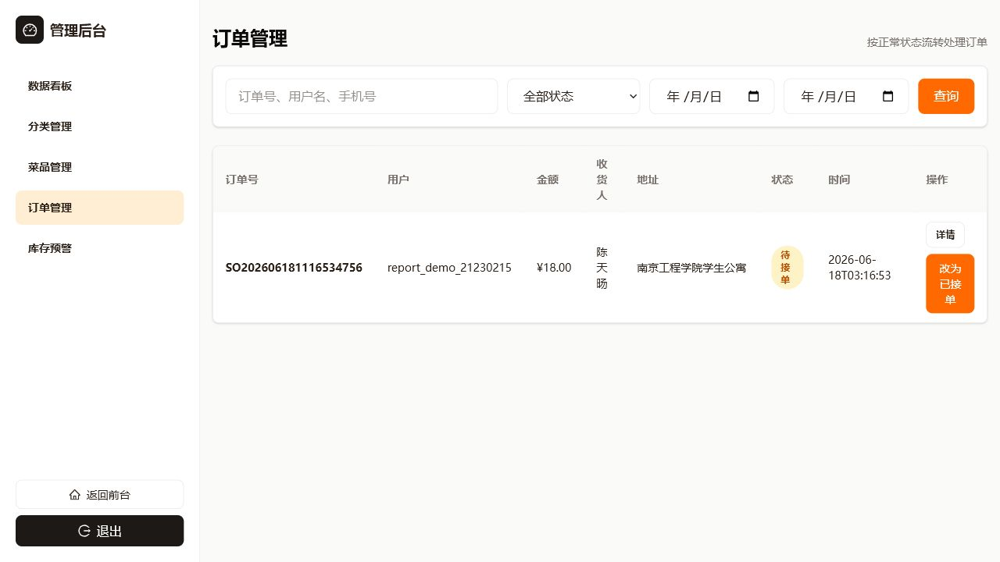 管理后台
数据看板
分类管理
菜品管理
订单管理
库存预警
返回前台
退出
订单管理
按正常状态流转处理订单
订单号、用户名、手机号
全部状态
年 /月/日
年 /月/日
查询
订单号
用户
金额
收
货
人
地址
状态
时间
操作
SO202606181116534756
report_demo_21230215
¥18.00
陈
天
旸
南京工程学院学生公寓
待
接
单
2026-06-
18T03:16:53
详情
改为
已接
单